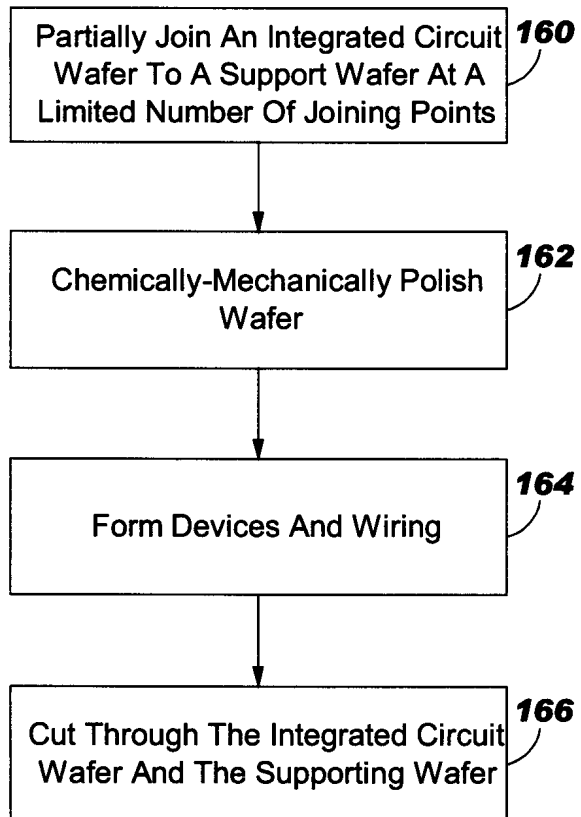 Partially Join An Integrated Circuit
Wafer To A Support Wafer At A
Limited Number Of Joining Points
160
Chemically-Mechanically Polish
Wafer
162
Form Devices And Wiring
164
Cut Through The Integrated Circuit
Wafer And The Supporting Wafer
166